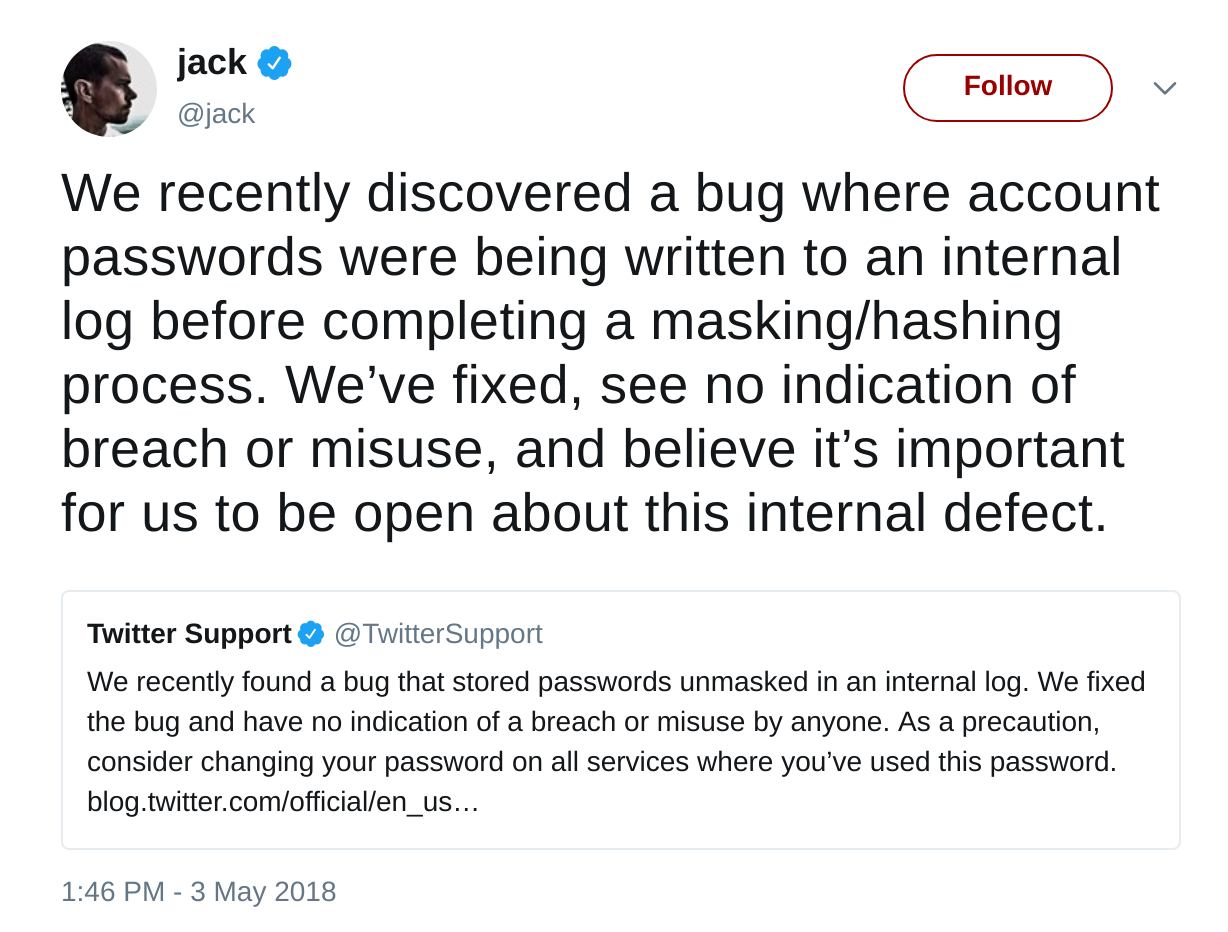 jack
@jack
Follow
We recently discovered a bug where account
passwords were being written to an internal
log before completing a masking/hashing
process. We’ve fixed, see no indication of
breach or misuse, and believe it’s important
for us to be open about this internal defect.
Twitter Support @TwitterSupport
We recently found a bug that stored passwords unmasked in an internal log. We fixed
the bug and have no indication of a breach or misuse by anyone. As a precaution,
consider changing your password on all services where you’ve used this password.
blog.twitter.com/official/en_us…
1:46 PM - 3 May 2018